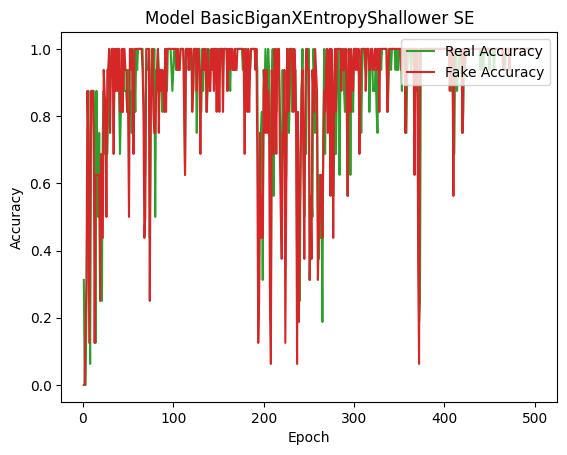 Model BasicBiganXEntropyShallower SE
Real Accuracy
Fake Accuracy
Accuracy
1.0
0.8
0.6
0.4
0.2
0.0
0 100 200 300 400 500
Epoch